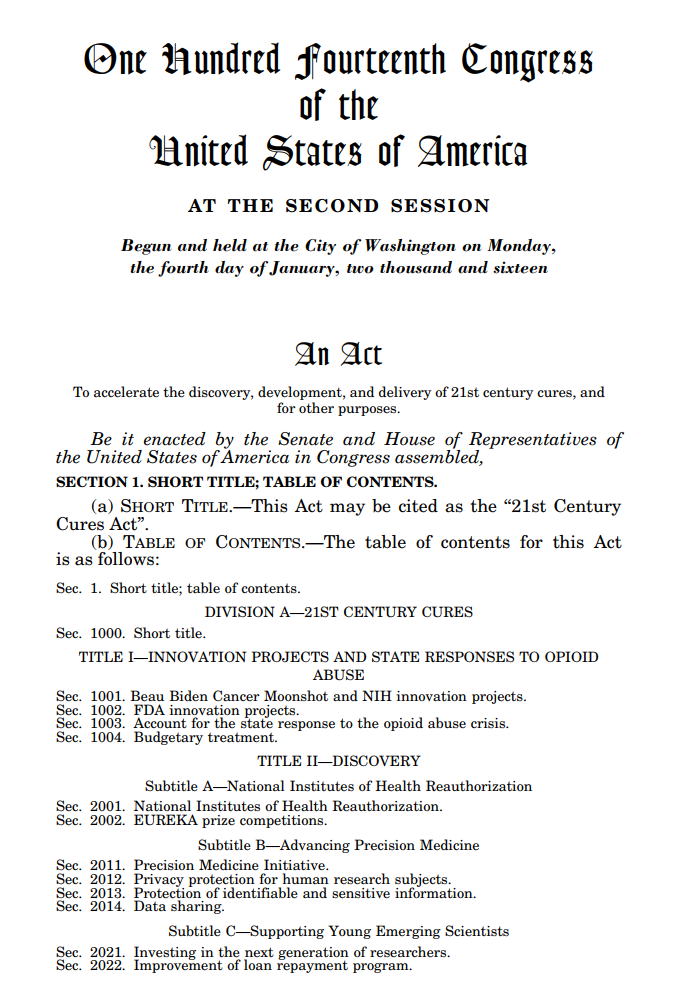 One Hundred Fourteenth Congress
of the
United States of America
AT THE SECOND SESSION
Begun and held at the City of Washington on Monday,
the fourth day of January, two thousand and sixteen
An Act
To accelerate the discovery, development, and delivery of 21st century cures, and
for other purposes.
Be it enacted by the Senate and House of Representatives of
the United States of America in Congress assembled,
SECTION 1. SHORT TITLE; TABLE OF CONTENTS.
(a) SHORT TITLE.—This Act may be cited as the “21st Century
Cures Act”.
(b) TABLE OF CONTENTS.—The table of contents for this Act
is as follows:
Sec. 1. Short title; table of contents.
DIVISION A—21ST CENTURY CURES
Sec. 1000. Short title.
TITLE I—INNOVATION PROJECTS AND STATE RESPONSES TO OPIOID
ABUSE
Sec. 1001. Beau Biden Cancer Moonshot and NIH innovation projects.
Sec. 1002. FDA innovation projects.
Sec. 1003. Account for the state response to the opioid abuse crisis.
Sec. 1004. Budgetary treatment.
TITLE II—DISCOVERY
Subtitle A—National Institutes of Health Reauthorization
Sec. 2001. National Institutes of Health Reauthorization.
Sec. 2002. EUREKA prize competitions.
Subtitle B—Advancing Precision Medicine
Sec. 2011. Precision Medicine Initiative.
Sec. 2012. Privacy protection for human research subjects.
Sec. 2013. Protection of identifiable and sensitive information.
Sec. 2014. Data sharing.
Subtitle C—Supporting Young Emerging Scientists
Sec. 2021. Investing in the next generation of researchers.
Sec. 2022. Improvement of loan repayment program.